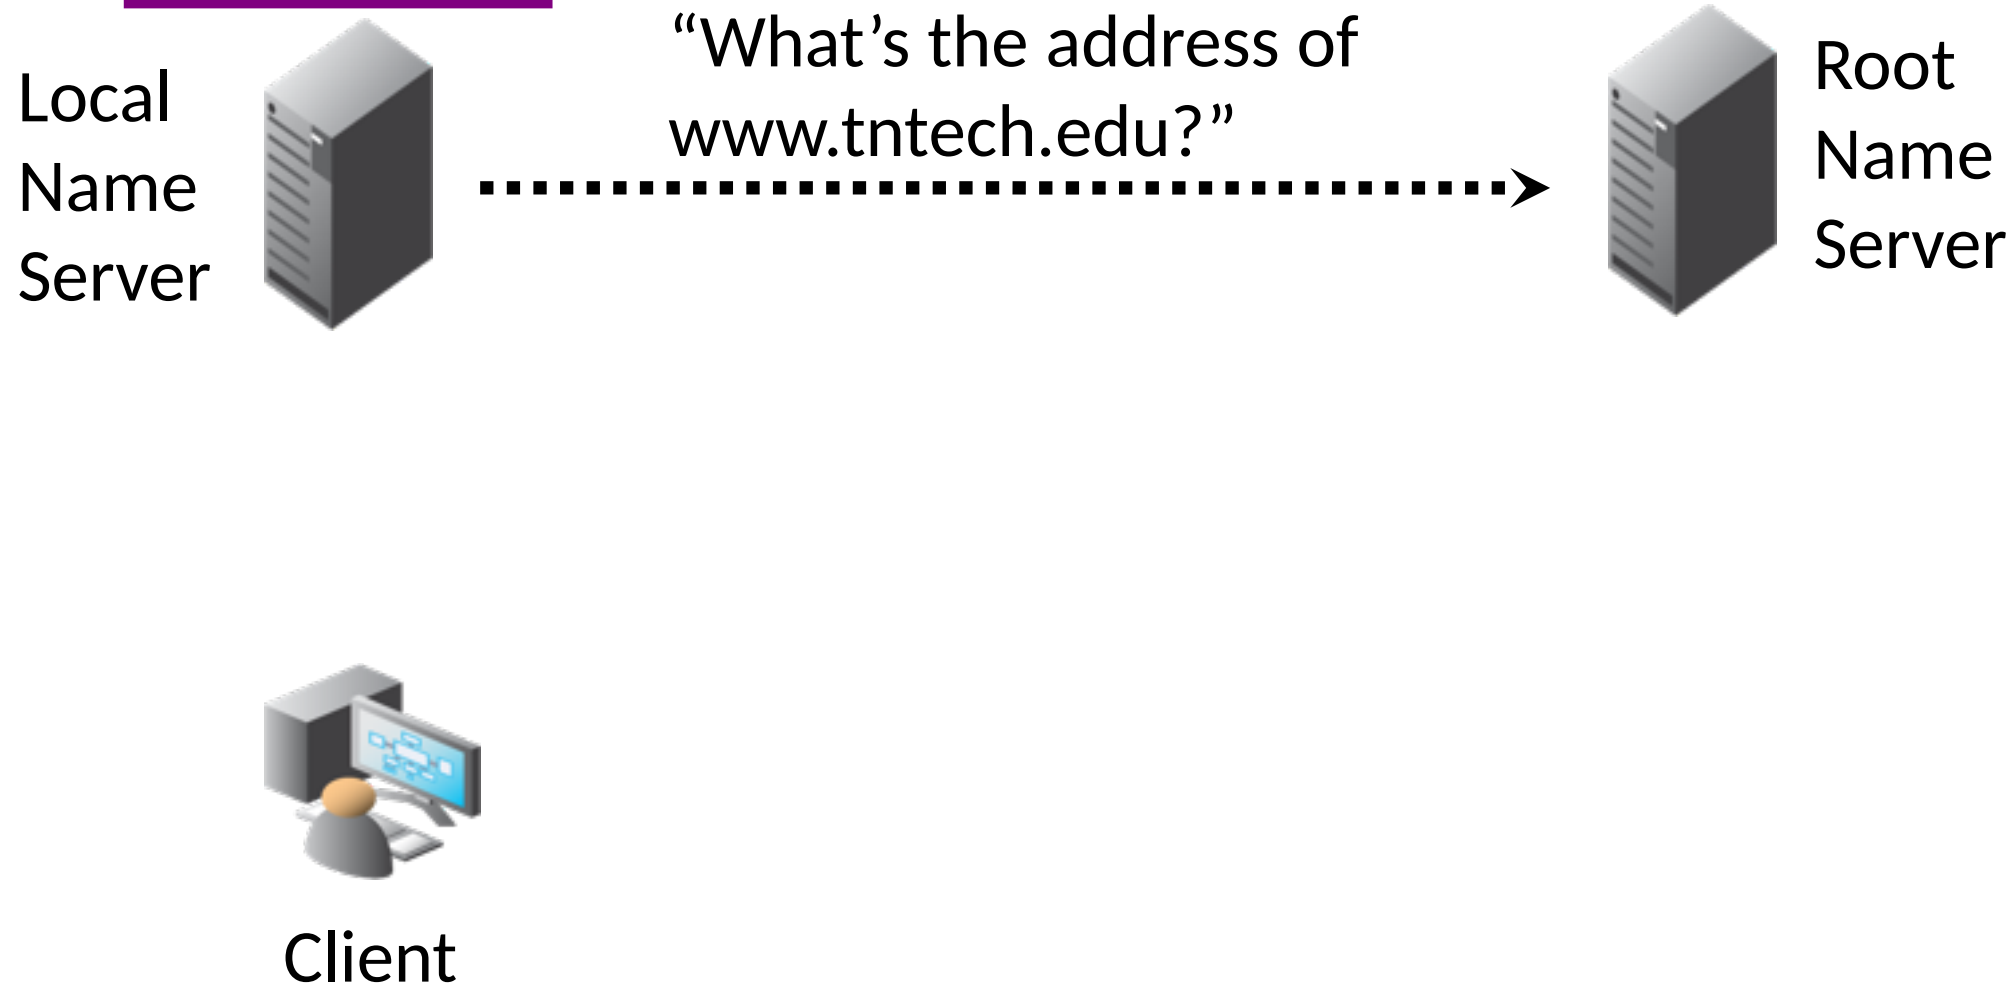 Local
Name
Server
“What’s the address of
www.tntech.edu?”
Root
Name
Server
Client